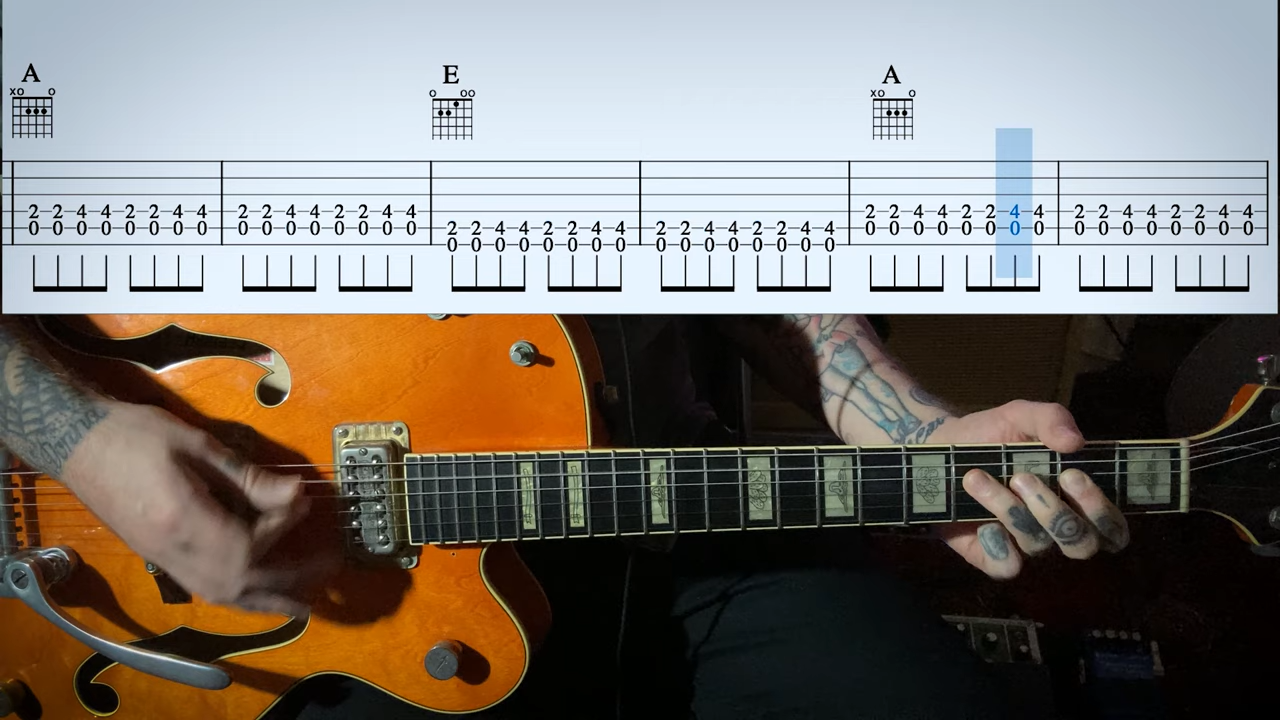 A E A
xo o o oo xo o
2 2 4 4 2 2 4 4 2 2 4 4 2 2 4 4 2 2 4 4 2 2 4 4 2 2 4 4 2 2 4 4
0 0 0 0 0 0 0 0 0 0 0 0 0 0 0 0 2 2 4 4 2 2 4 4 2 2 4 4 2 2 4 4 0 0 0 0 0 0 0 0 0 0 0 0 0 0 0 0
0 0 0 0 0 0 0 0 0 0 0 0 0 0 0 0